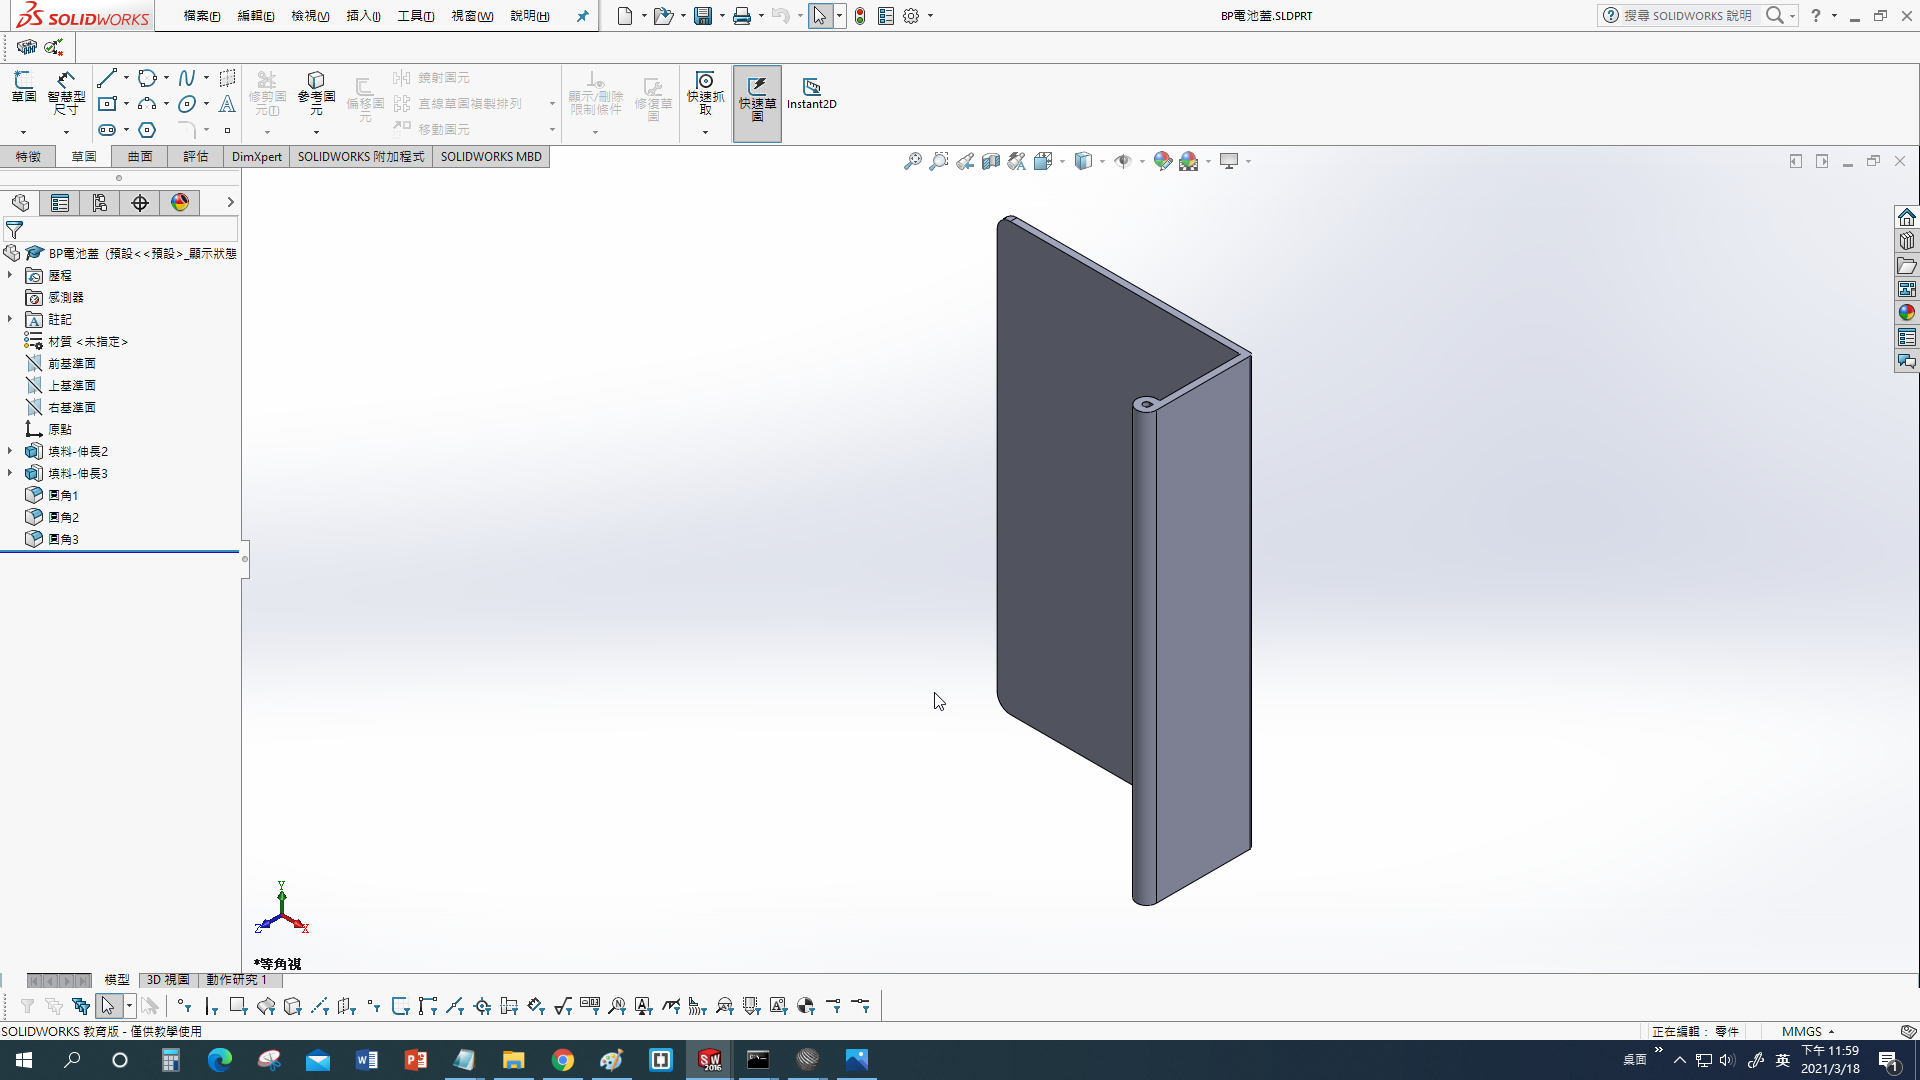 SOLIDWORKS
檔案(F) 編輯(E) 檢視(V) 插入(I) 工具(T) 視窗(W) 說明(H)
BP電池蓋.SLDPRT
搜尋 SOLIDWORKS 說明
草圖
智慧型尺寸
修剪圖元(I)
參考圖元
偏移圖元
鏡射圖元
直線草圖複製排列
移動圖元
顯示/刪除限制條件
修復草圖
快速抓取
快速草圖
Instant2D
特徵 草圖 曲面 評估 DimXpert SOLIDWORKS 附加程式 SOLIDWORKS MBD
BP電池蓋 (預設<<預設>_顯示狀態
歷程
感測器
註記
材質 <未指定>
前基準面
上基準面
右基準面
原點
填料-伸長2
填料-伸長3
圓角1
圓角2
圓角3
Y
Z
X
*等角視
模型 3D 視圖 動作研究 1
SOLIDWORKS 教育版 - 僅供教學使用
正在編輯: 零件
MMGS
桌面
英
下午 11:59
2021/3/18
1